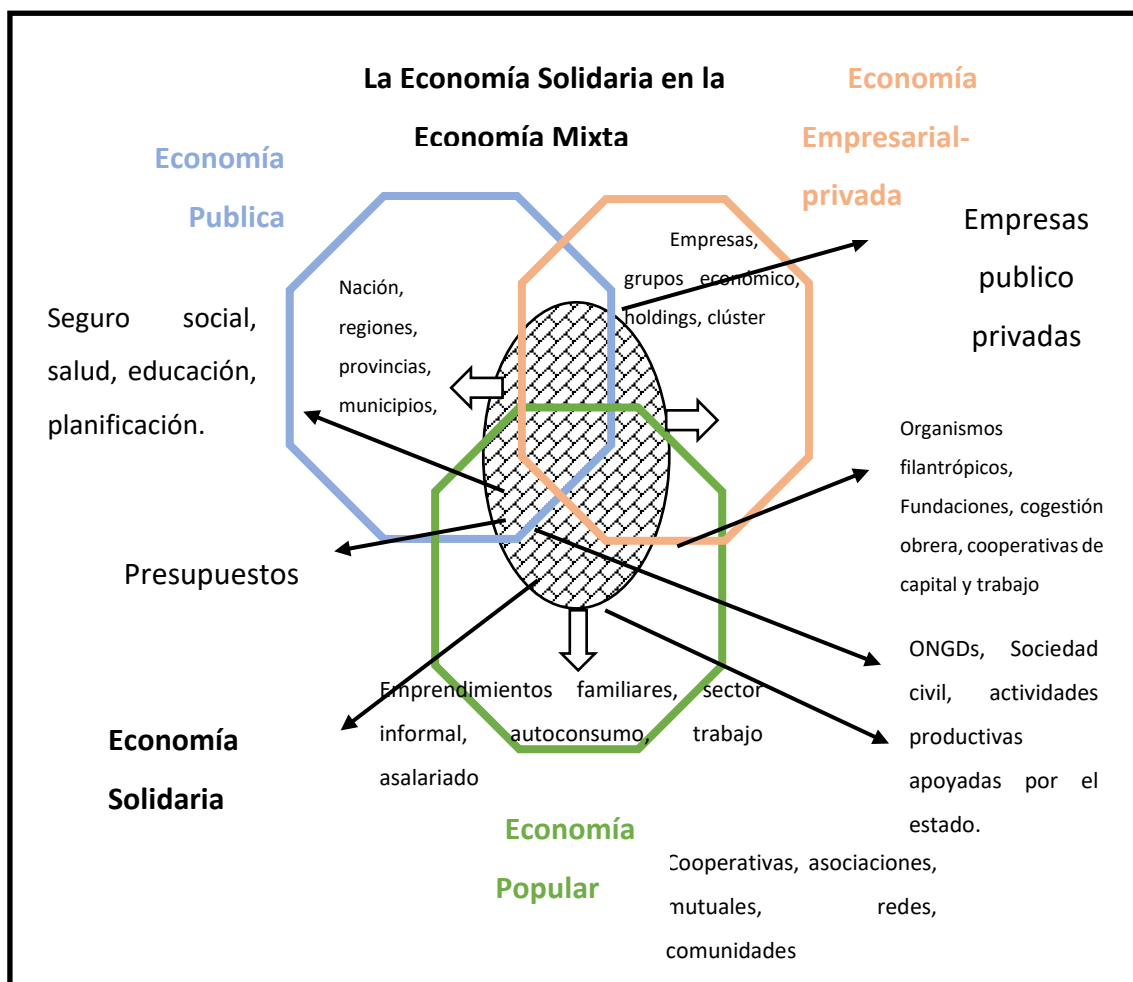 La Economía Solidaria en la
Economía Mixta
Economía
Empresarial-
privada
Economía
Publica
Empresas
publico
privadas
Empresas,
grupos económico,
holdings, clúster
Nación,
regiones,
provincias,
municipios,
Seguro social,
salud, educación,
planificación.
Organismos
filantrópicos,
Fundaciones, cogestión
obrera, cooperativas de
capital y trabajo
Presupuestos
ONGDs, Sociedad
civil, actividades
productivas
apoyadas por el
estado.
Emprendimientos familiares, sector
informal, autoconsumo, trabajo
asalariado
Economía
Solidaria
Economía
Popular
Cooperativas, asociaciones,
mutuales, redes,
comunidades